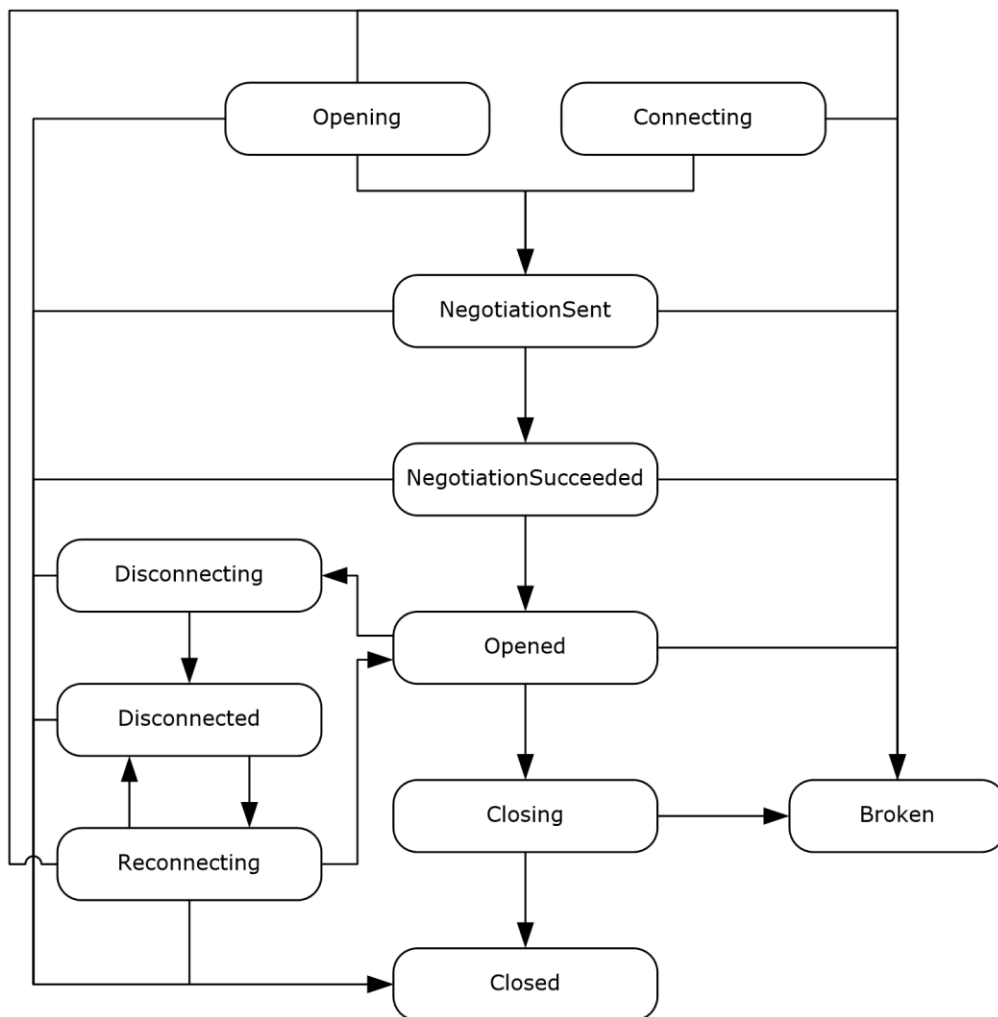 Opening
Connecting
NegotiationSent
NegotiationSucceeded
Disconnecting
Opened
Disconnected
Closing
Broken
Reconnecting
Closed